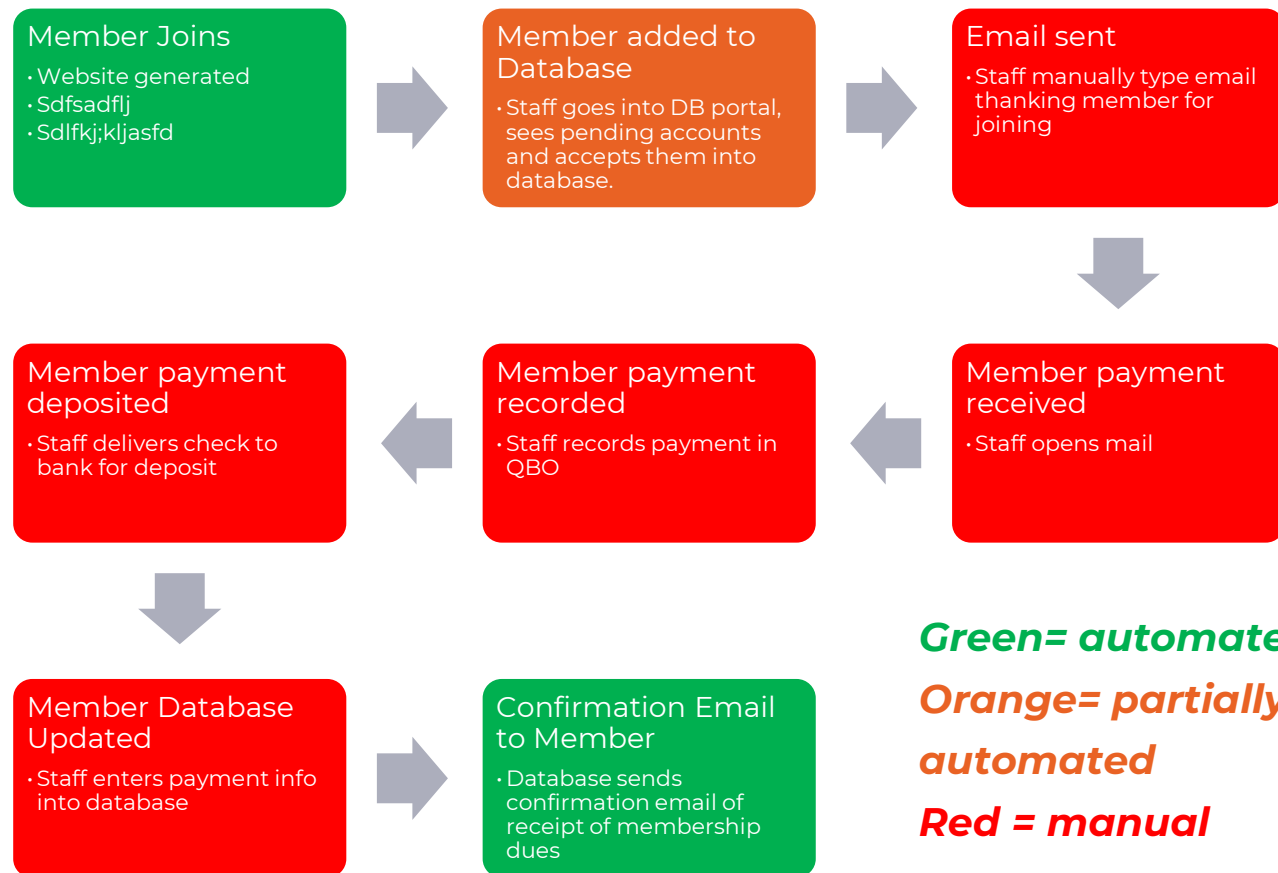 Member Joins
· Website generated
· Sdfsadflj
· Sdlfkj;kljasfd
Member added to
Database
· Staff goes into DB portal,
sees pending accounts
and accepts them into
database.
Email sent
· Staff manually type email
thanking member for
joining
Member payment
received
· Staff opens mail
Member payment
recorded
· Staff records payment in
QBO
Member payment
deposited
· Staff delivers check to
bank for deposit
Member Database
Updated
· Staff enters payment info
into database
Confirmation Email
to Member
· Database sends
confirmation email of
receipt of membership
dues
Green= automate
Orange= partially
automated
Red = manual